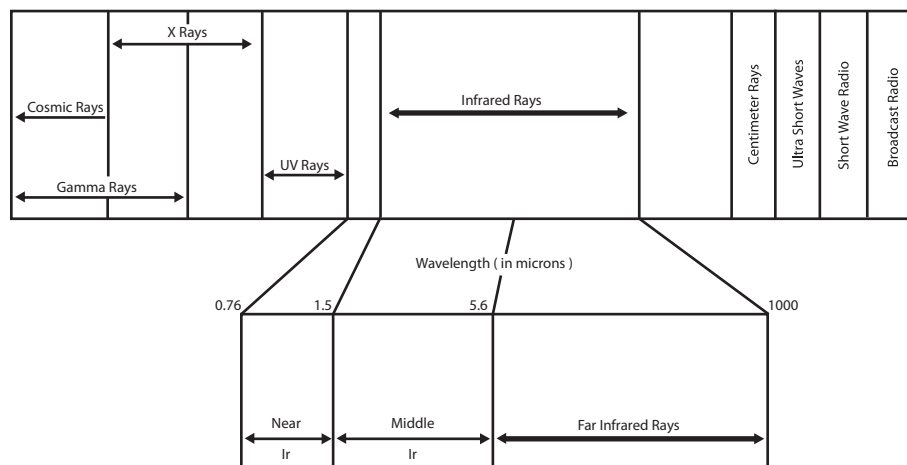 X Rays
Cosmic Rays
Infrared Rays
UV Rays
Gamma Rays
Centimeter Rays
Ultra Short Waves
Short Wave Radio
Broadcast Radio
Wavelength ( in microns )
0.76
1.5
5.6
1000
Near
Ir
Middle
Ir
Far Infrared Rays